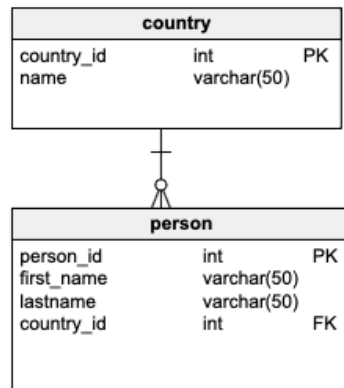 country
country_id int PK
name varchar(50)
person
person_id int PK
first_name varchar(50)
lastname varchar(50)
country_id int FK